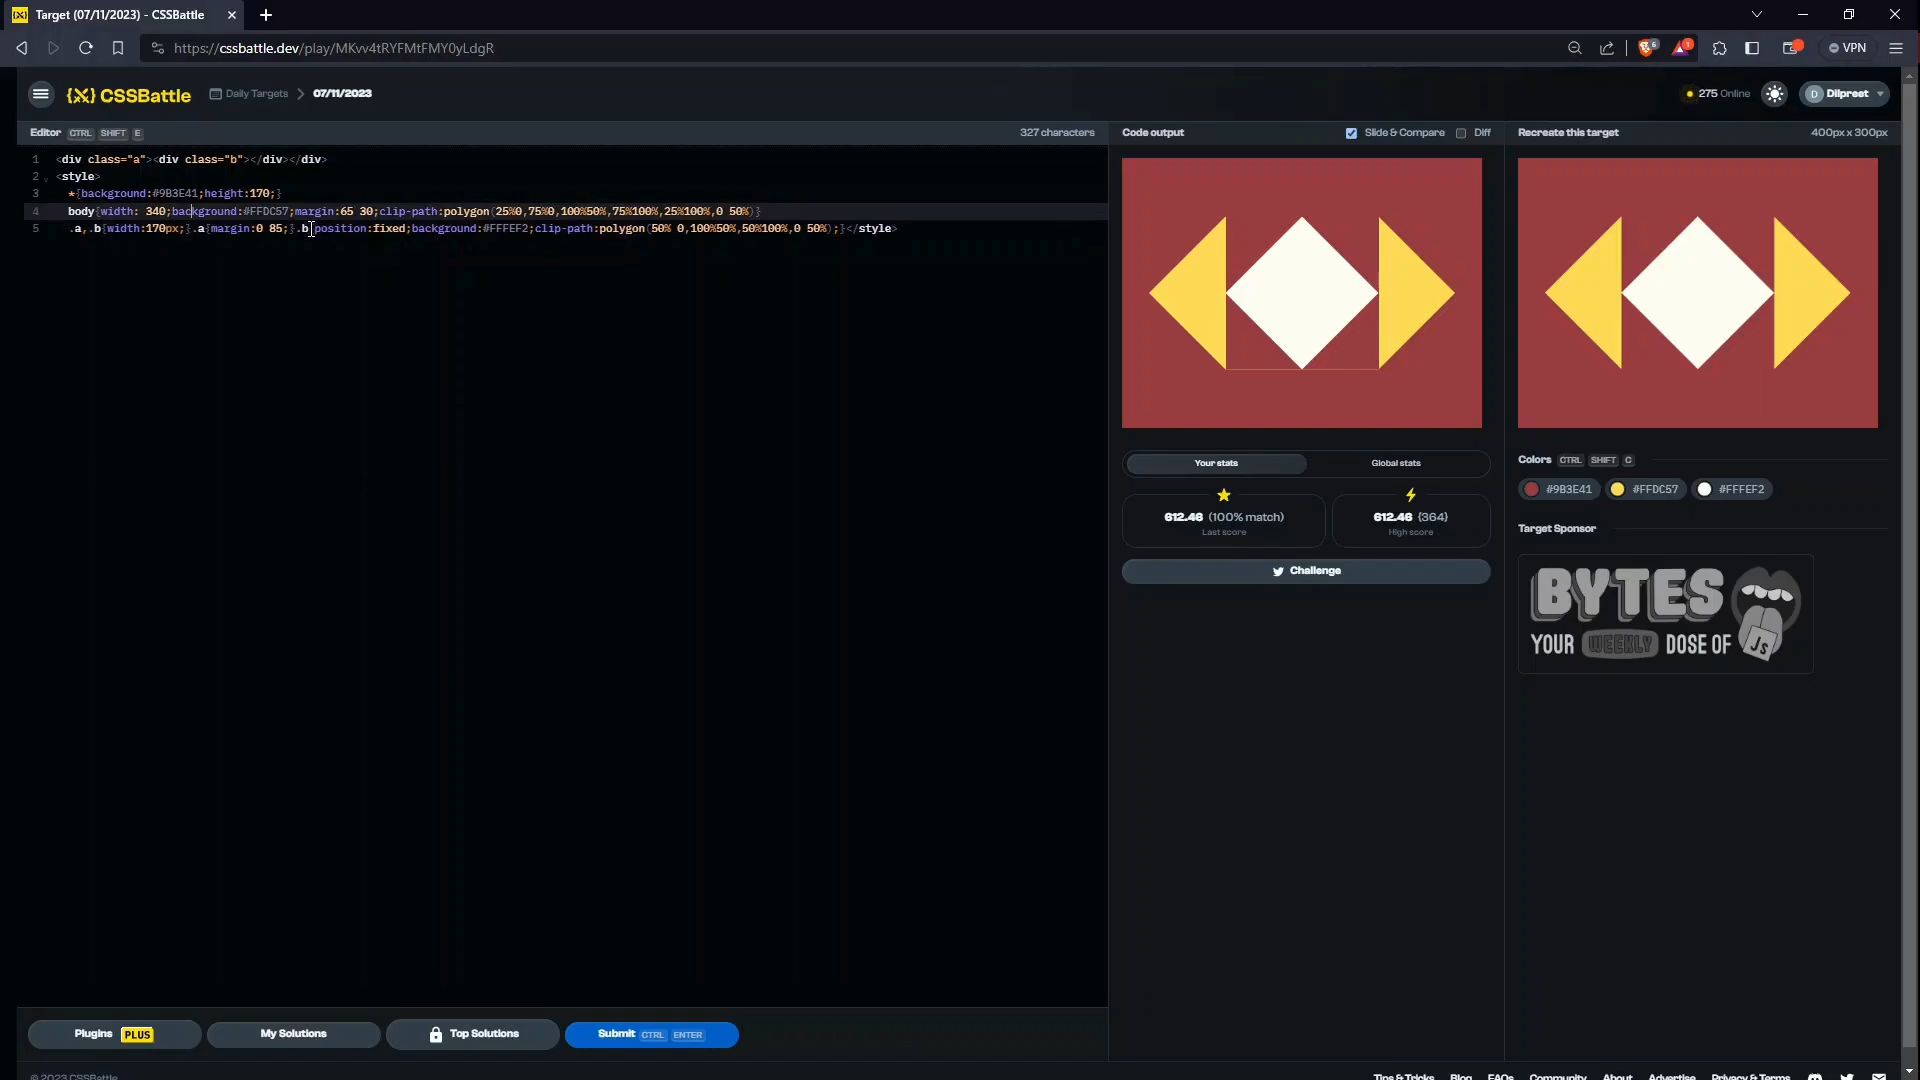 Target (07/11/2023) - CSSBattle
https://cssbattle.dev/play/MKvv4tRYFMtFMY0yLdgR
6
1
VPN
{X} CSSBattle
Daily Targets > 07/11/2023
275 Online
D Dilpreet
Editor CTRL SHIFT E
327 characters
1 <div class="a"><div class="b"></div></div>
2 <style>
3 *{background:#9B3E41;height:170;}
4 body{width: 340;background:#FFDC57;margin:65 30;clip-path:polygon(25%0,75%0,100%50%,75%100%,25%100%,0 50%)}
5 .a,.b{width:170px;}.a{margin:0 85;}.b{position:fixed;background:#FFFEF2;clip-path:polygon(50% 0,100%50%,50%100%,0 50%);}</style>
Code output
Slide & Compare
Diff
Your stats
Global stats
612.46 (100% match)
Last score
612.46 {364}
High score
Challenge
Recreate this target
400px x 300px
Colors CTRL SHIFT C
#9B3E41
#FFDC57
#FFFEF2
Target Sponsor
BYTES
YOUR WEEKLY DOSE OF
Js
Plugins PLUS
My Solutions
Top Solutions
Submit CTRL ENTER
© 2023 CSSBattle
Tips & Tricks
Blog
FAQs
Community
About
Advertise
Privacy & Terms